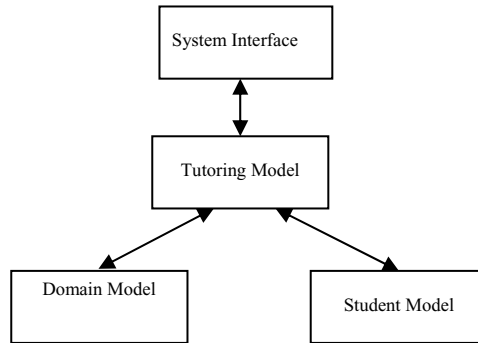 System Interface
Tutoring Model
Domain Model
Student Model